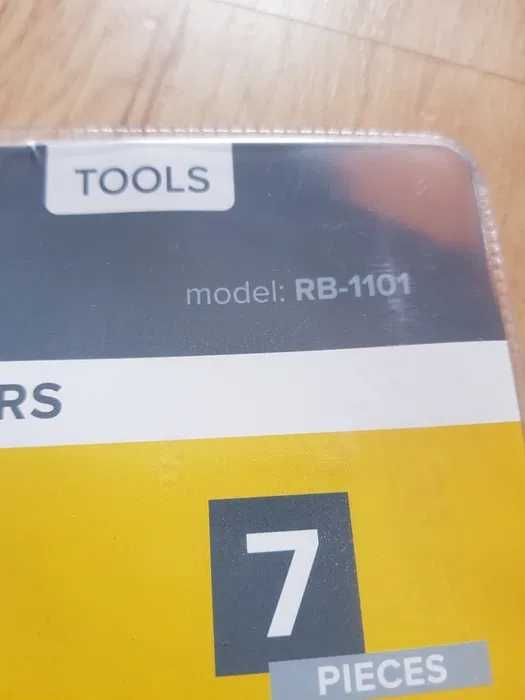 TOOLS
model: RB-1101
RS
7
PIECES